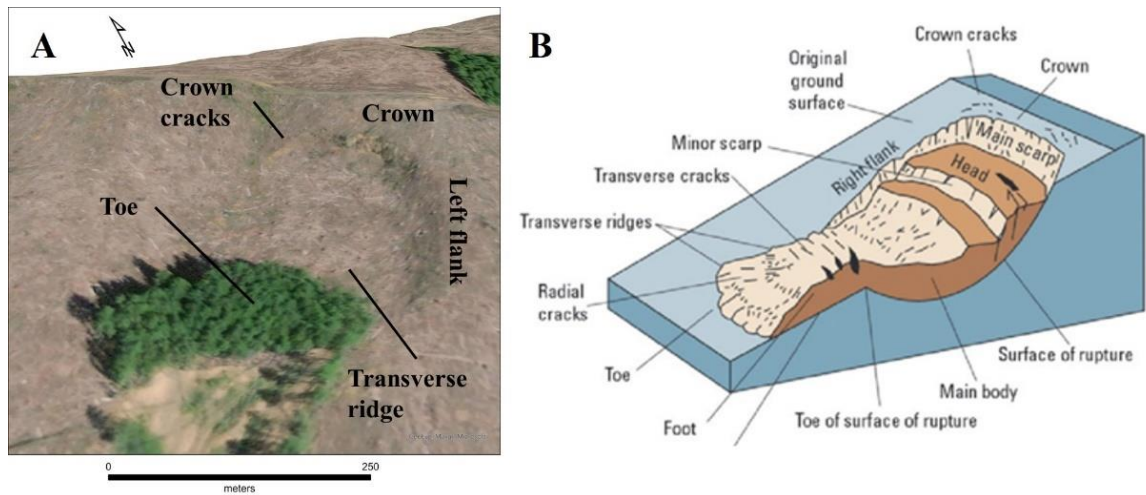 A
N
Crown
cracks
Crown
Toe
Left flank
Transverse
ridge
0
250
meters
B
Crown cracks
Crown
Original
ground
surface
Minor scarp
Transverse cracks
Right flank
Main scarp
Head
Transverse ridges
Radial
cracks
Toe
Foot
Surface of rupture
Main body
Toe of surface of rupture